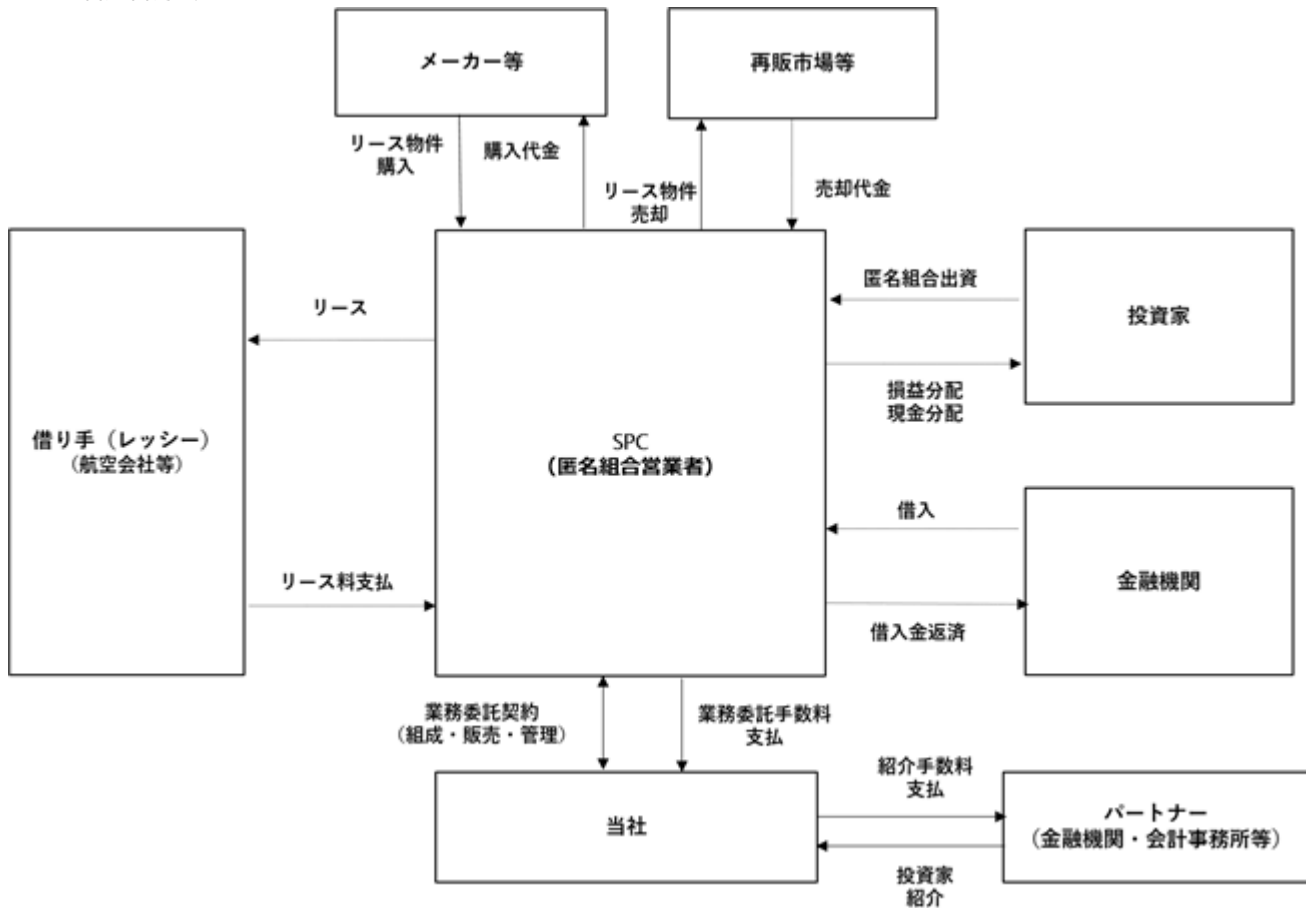 メーカー等
再販市場等
リース物件
購入
購入代金
リース物件
売却
売却代金
リース
匿名組合出資
投資家
損益分配
現金分配
借り手（レッシー）
（航空会社等）
SPC
（匿名組合営業者）
借入
金融機関
リース料支払
借入金返済
業務委託契約
（組成・販売・管理）
業務委託手数料
支払
紹介手数料
支払
当社
パートナー
（金融機関・会計事務所等）
投資家
紹介